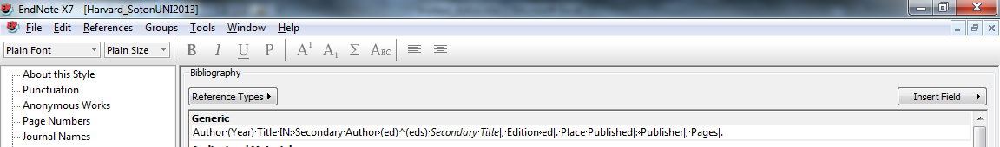 EndNote X7 - [Harvard_SotonUNI2013]
File Edit References Groups Tools Window Help
Plain Font Plain Size B I U P A1 A1 Σ ABC
About this Style
Punctuation
Anonymous Works
Page Numbers
Journal Names
Bibliography
Reference Types Insert Field
Generic
Author·(Year)·Title·IN:·Secondary·Author·(ed)^(eds)·Secondary·Title|,·Edition·ed|.·Place·Published|:·Publisher|,·Pages|.